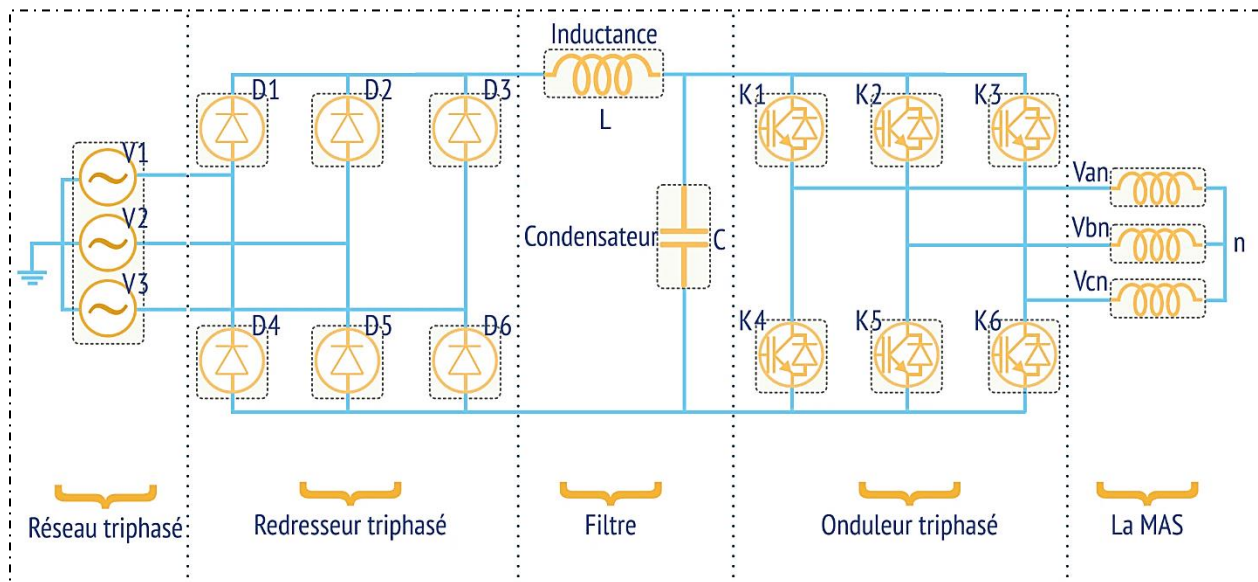 Inductance
D1
D2
D3
K1
K2
K3
L
V1
Van
V2
Condensateur
C
Vbn
n
V3
Vcn
D4
D5
D6
K4
K5
K6
Réseau triphasé
Redresseur triphasé
Filtre
Onduleur triphasé
La MAS